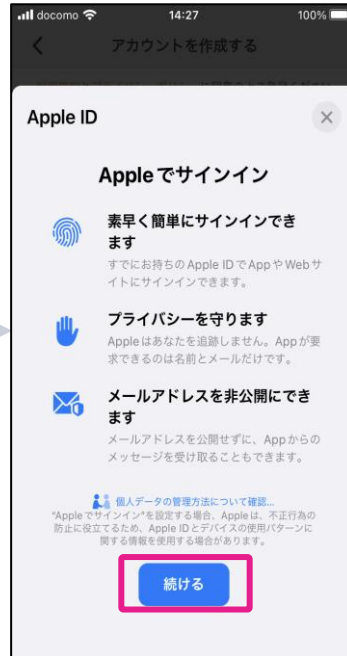 docomo 14:27 100%
アカウントを作成する
Apple ID
Appleでサインイン
素早く簡単にサインインでき
ます
すでにお持ちのApple IDでAppやWebサ
イトにサインインできます。
プライバシーを守ります
Appleはあなたを追跡しません。Appが要
求できるのは名前とメールだけです。
メールアドレスを非公開にでき
ます
メールアドレスを公開せずに、Appからの
メッセージを受け取ることもできます。
個人データの管理方法について確認...
"Appleでサインイン"を設定する場合、Appleは、不正行為の
防止に役立てるため、Apple IDとデバイスの使用パターンに
関する情報を使用する場合があります。
続ける